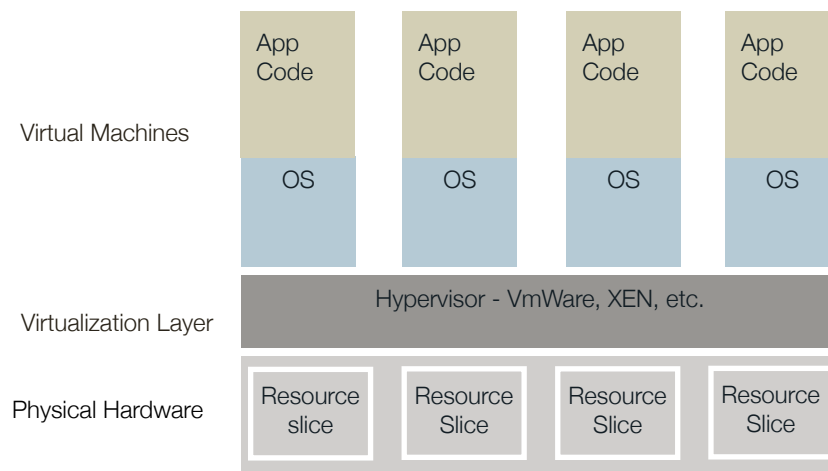 App
Code
App
Code
App
Code
App
Code
Virtual Machines
OS
OS
OS
OS
Hypervisor - VmWare, XEN, etc.
Virtualization Layer
Physical Hardware
Resource
slice
Resource
Slice
Resource
Slice
Resource
Slice